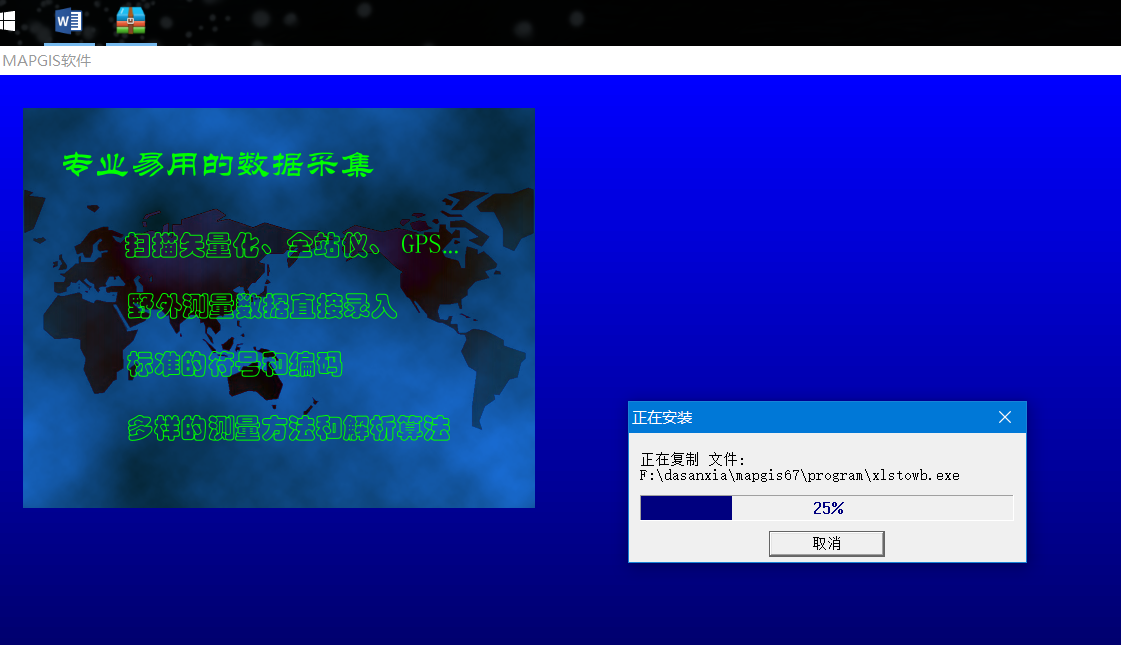 W
MAPGIS软件
专业易用的数据采集
扫描矢量化、全站仪、GPS...
野外测量数据直接录入
标准的符号和编码
多样的测量方法和解析算法
正在安装
正在复制 文件:
F:\dasanxia\mapgis67\program\xlstowb.exe
25%
取消